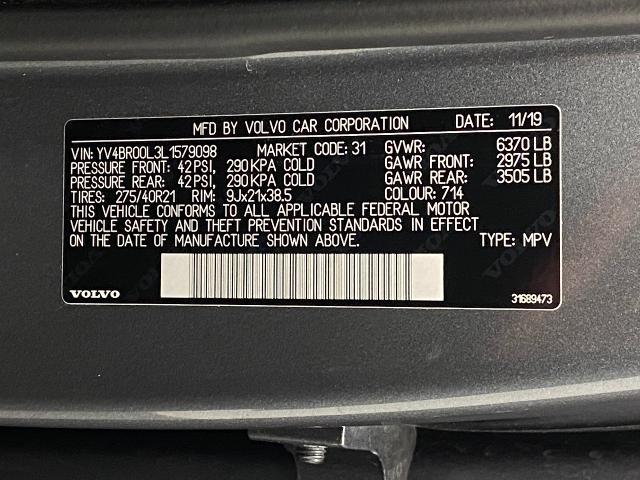 MFD BY VOLVO CAR CORPORATION DATE: 11/19
VIN: YV4BR00L3L1579098 MARKET CODE: 31 GVWR: 6370 LB
PRESSURE FRONT: 42 PSI, 290 KPA COLD GAWR FRONT: 2975 LB
PRESSURE REAR: 42 PSI, 290 KPA COLD GAWR REAR: 3505 LB
TIRES: 275/40R21 RIM: 9Jx21x38.5 COLOUR: 714
THIS VEHICLE CONFORMS TO ALL APPLICABLE FEDERAL MOTOR
VEHICLE SAFETY AND THEFT PREVENTION STANDARDS IN EFFECT
ON THE DATE OF MANUFACTURE SHOWN ABOVE. TYPE: MPV
VOLVO 31689473